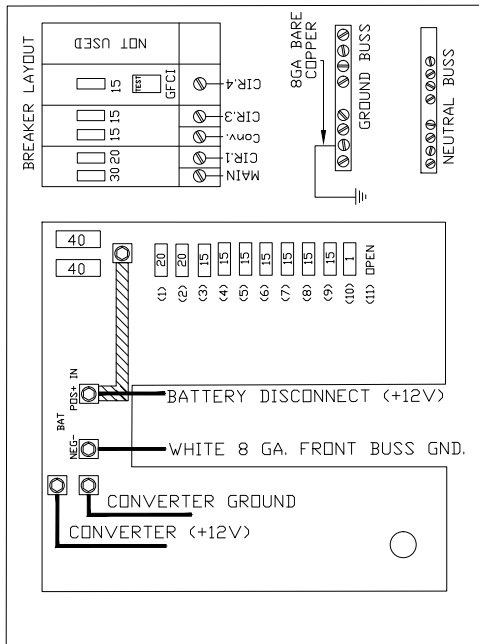 BREAKER LAYOUT
NOT USED
15
TEST
GFCI
CIR.4
15
CIR.3
15
Conv.
20
CIR.1
30
MAIN
8GA BARE
COPPER
GROUND BUSS
NEUTRAL BUSS
40
40
20
20
15
15
15
15
15
15
15
1
OPEN
(1)
(2)
(3)
(4)
(5)
(6)
(7)
(8)
(9)
(10)
(11)
BAT
POS+ IN
BATTERY DISCONNECT (+12V)
NEG-
WHITE 8 GA. FRONT BUSS GND.
CONVERTER GROUND
CONVERTER (+12V)